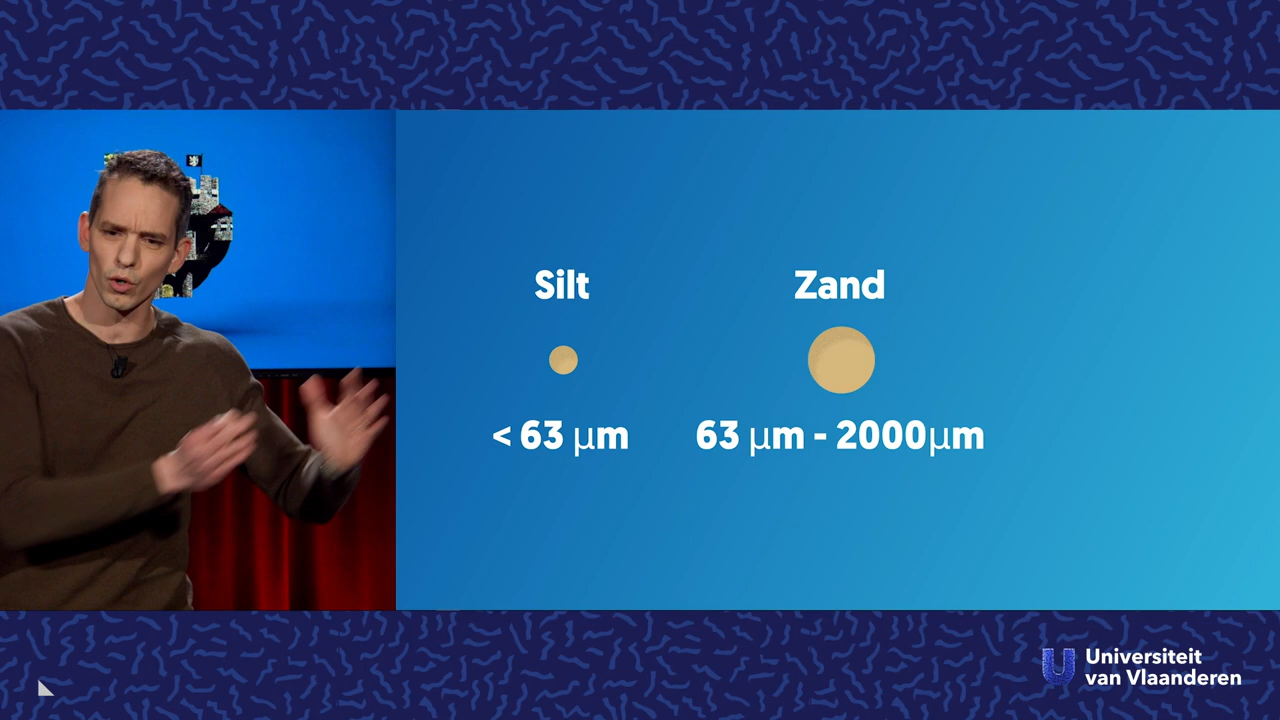 Silt
Zand
< 63 μm
63 μm - 2000μm
Universiteit
van Vlaanderen